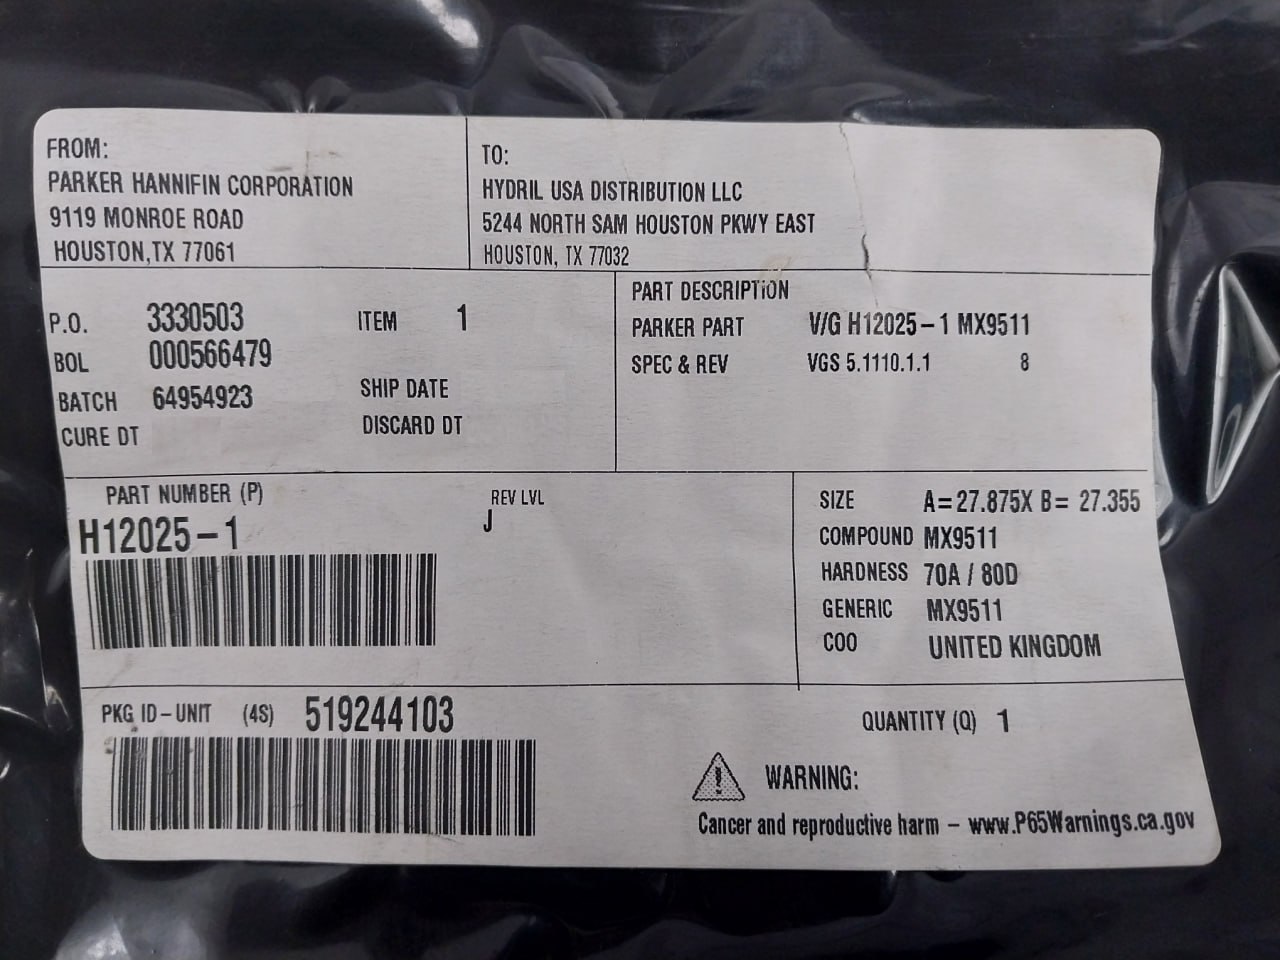 FROM:
PARKER HANNIFIN CORPORATION
9119 MONROE ROAD
HOUSTON,TX 77061
TO:
HYDRIL USA DISTRIBUTION LLC
5244 NORTH SAM HOUSTON PKWY EAST
HOUSTON, TX 77032
P.O. 3330503 ITEM 1
BOL 000566479
BATCH 64954923 SHIP DATE
CURE DT DISCARD DT
PART DESCRIPTION
PARKER PART V/G H12025-1 MX9511
SPEC & REV VGS 5.1110.1.1 8
PART NUMBER (P) REV LVL
H12025-1 J
SIZE A=27.875X B= 27.355
COMPOUND MX9511
HARDNESS 70A / 80D
GENERIC MX9511
COO UNITED KINGDOM
PKG ID-UNIT (4S) 519244103
QUANTITY (Q) 1
WARNING:
Cancer and reproductive harm - www.P65Warnings.ca.gov